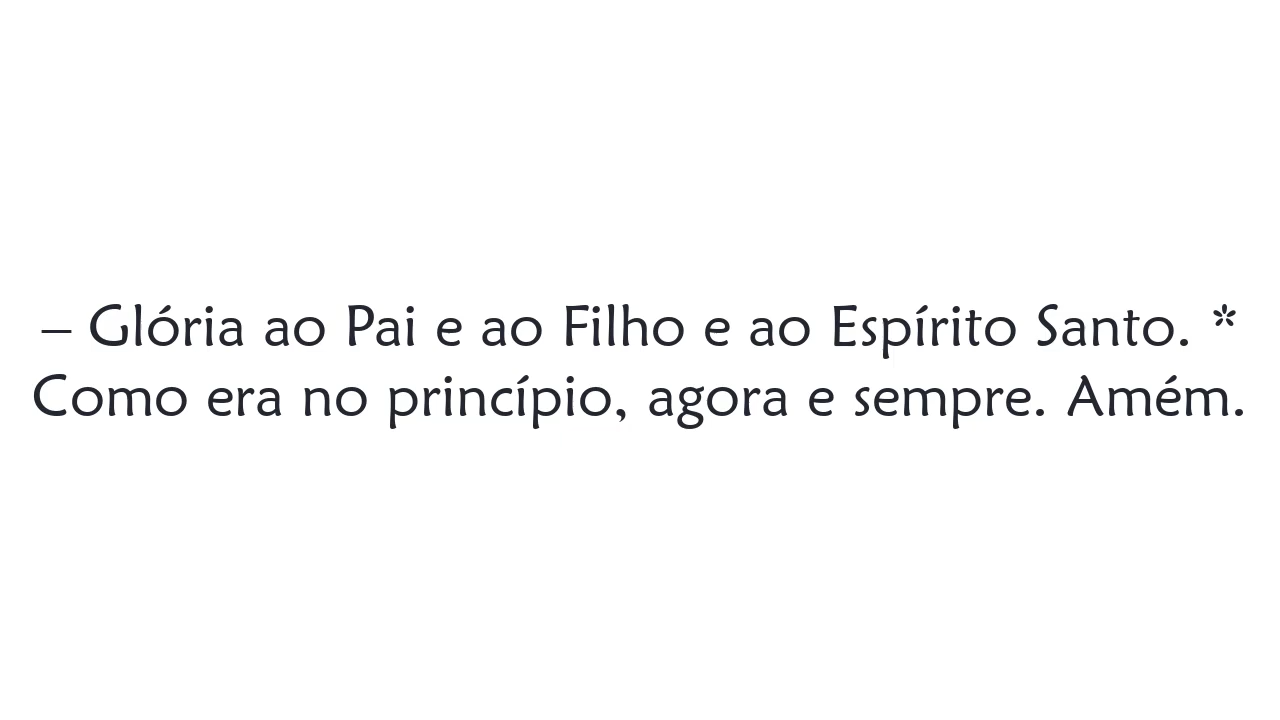 – Glória ao Pai e ao Filho e ao Espírito Santo. *
Como era no princípio, agora e sempre. Amém.